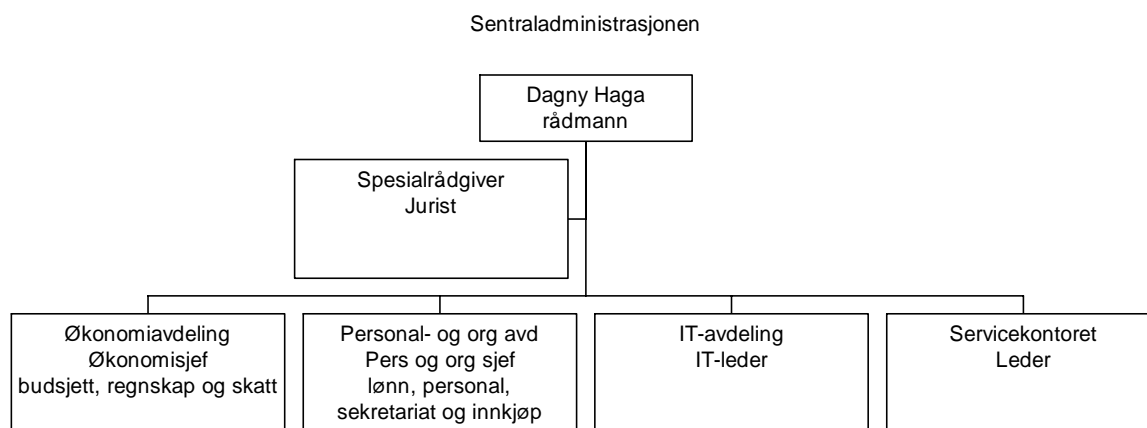 Sentraladministrasjonen
Dagny Haga
rådmann
Spesialrådgiver
Jurist
Økonomiavdeling
Økonomisjef
budsjett, regnskap og skatt
Personal- og org avd
Pers og org sjef
lønn, personal,
sekretariat og innkjøp
IT-avdeling
IT-leder
Servicekontoret
Leder